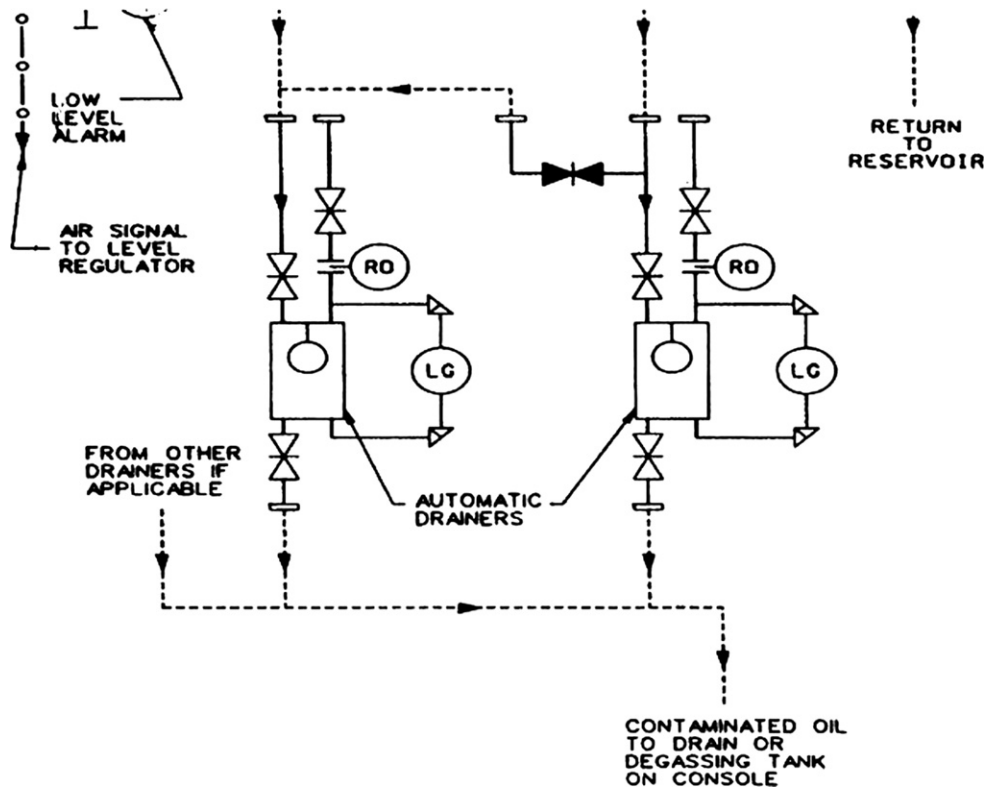 LOW
LEVEL
ALARM
RETURN
TO
RESERVOIR
AIR SIGNAL
TO LEVEL
REGULATOR
RO
RO
LG
LG
FROM OTHER
DRAINERS IF
APPLICABLE
AUTOMATIC
DRAINERS
CONTAMINATED OIL
TO DRAIN OR
DEGASSING TANK
ON CONSOLE